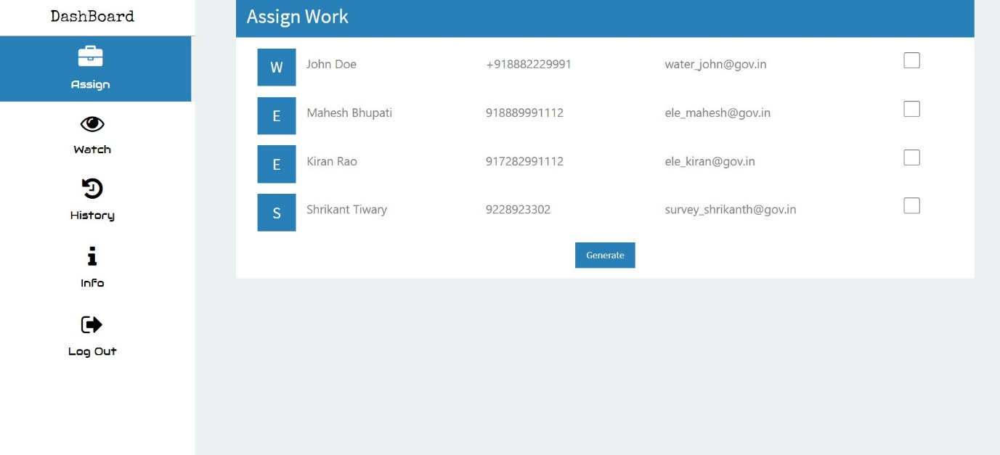 DashBoard
Assign
Watch
History
Info
Log Out
Assign Work
W John Doe +918882229991 water_john@gov.in
E Mahesh Bhupati 918889991112 ele_mahesh@gov.in
E Kiran Rao 917282991112 ele_kiran@gov.in
S Shrikant Tiwary 9228923302 survey_shrikanth@gov.in
Generate